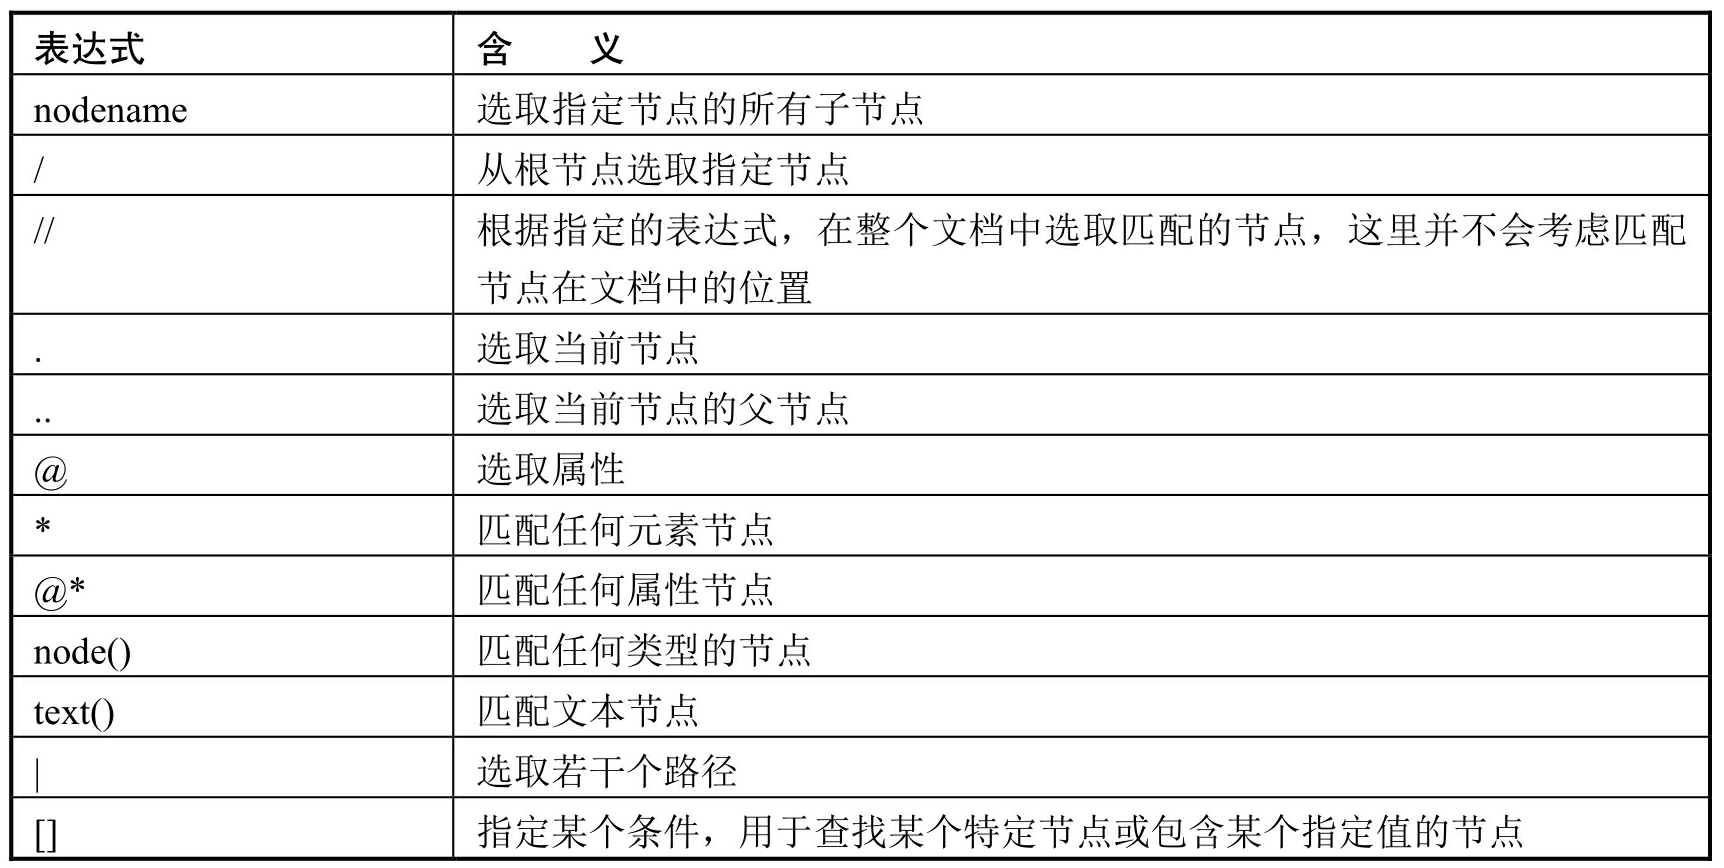 表达式 含 义
nodename 选取指定节点的所有子节点
/ 从根节点选取指定节点
// 根据指定的表达式，在整个文档中选取匹配的节点，这里并不会考虑匹配
节点在文档中的位置
. 选取当前节点
.. 选取当前节点的父节点
@ 选取属性
* 匹配任何元素节点
@* 匹配任何属性节点
node() 匹配任何类型的节点
text() 匹配文本节点
| 选取若干个路径
[] 指定某个条件，用于查找某个特定节点或包含某个指定值的节点